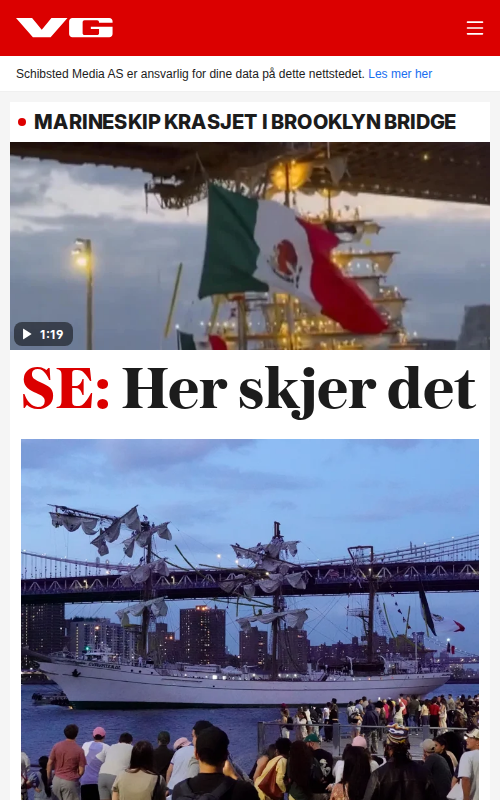 VG
Schibsted Media AS er ansvarlig for dine data på dette nettstedet. Les mer her
MARINESKIP KRASJET I BROOKLYN BRIDGE
1:19
SE: Her skjer det